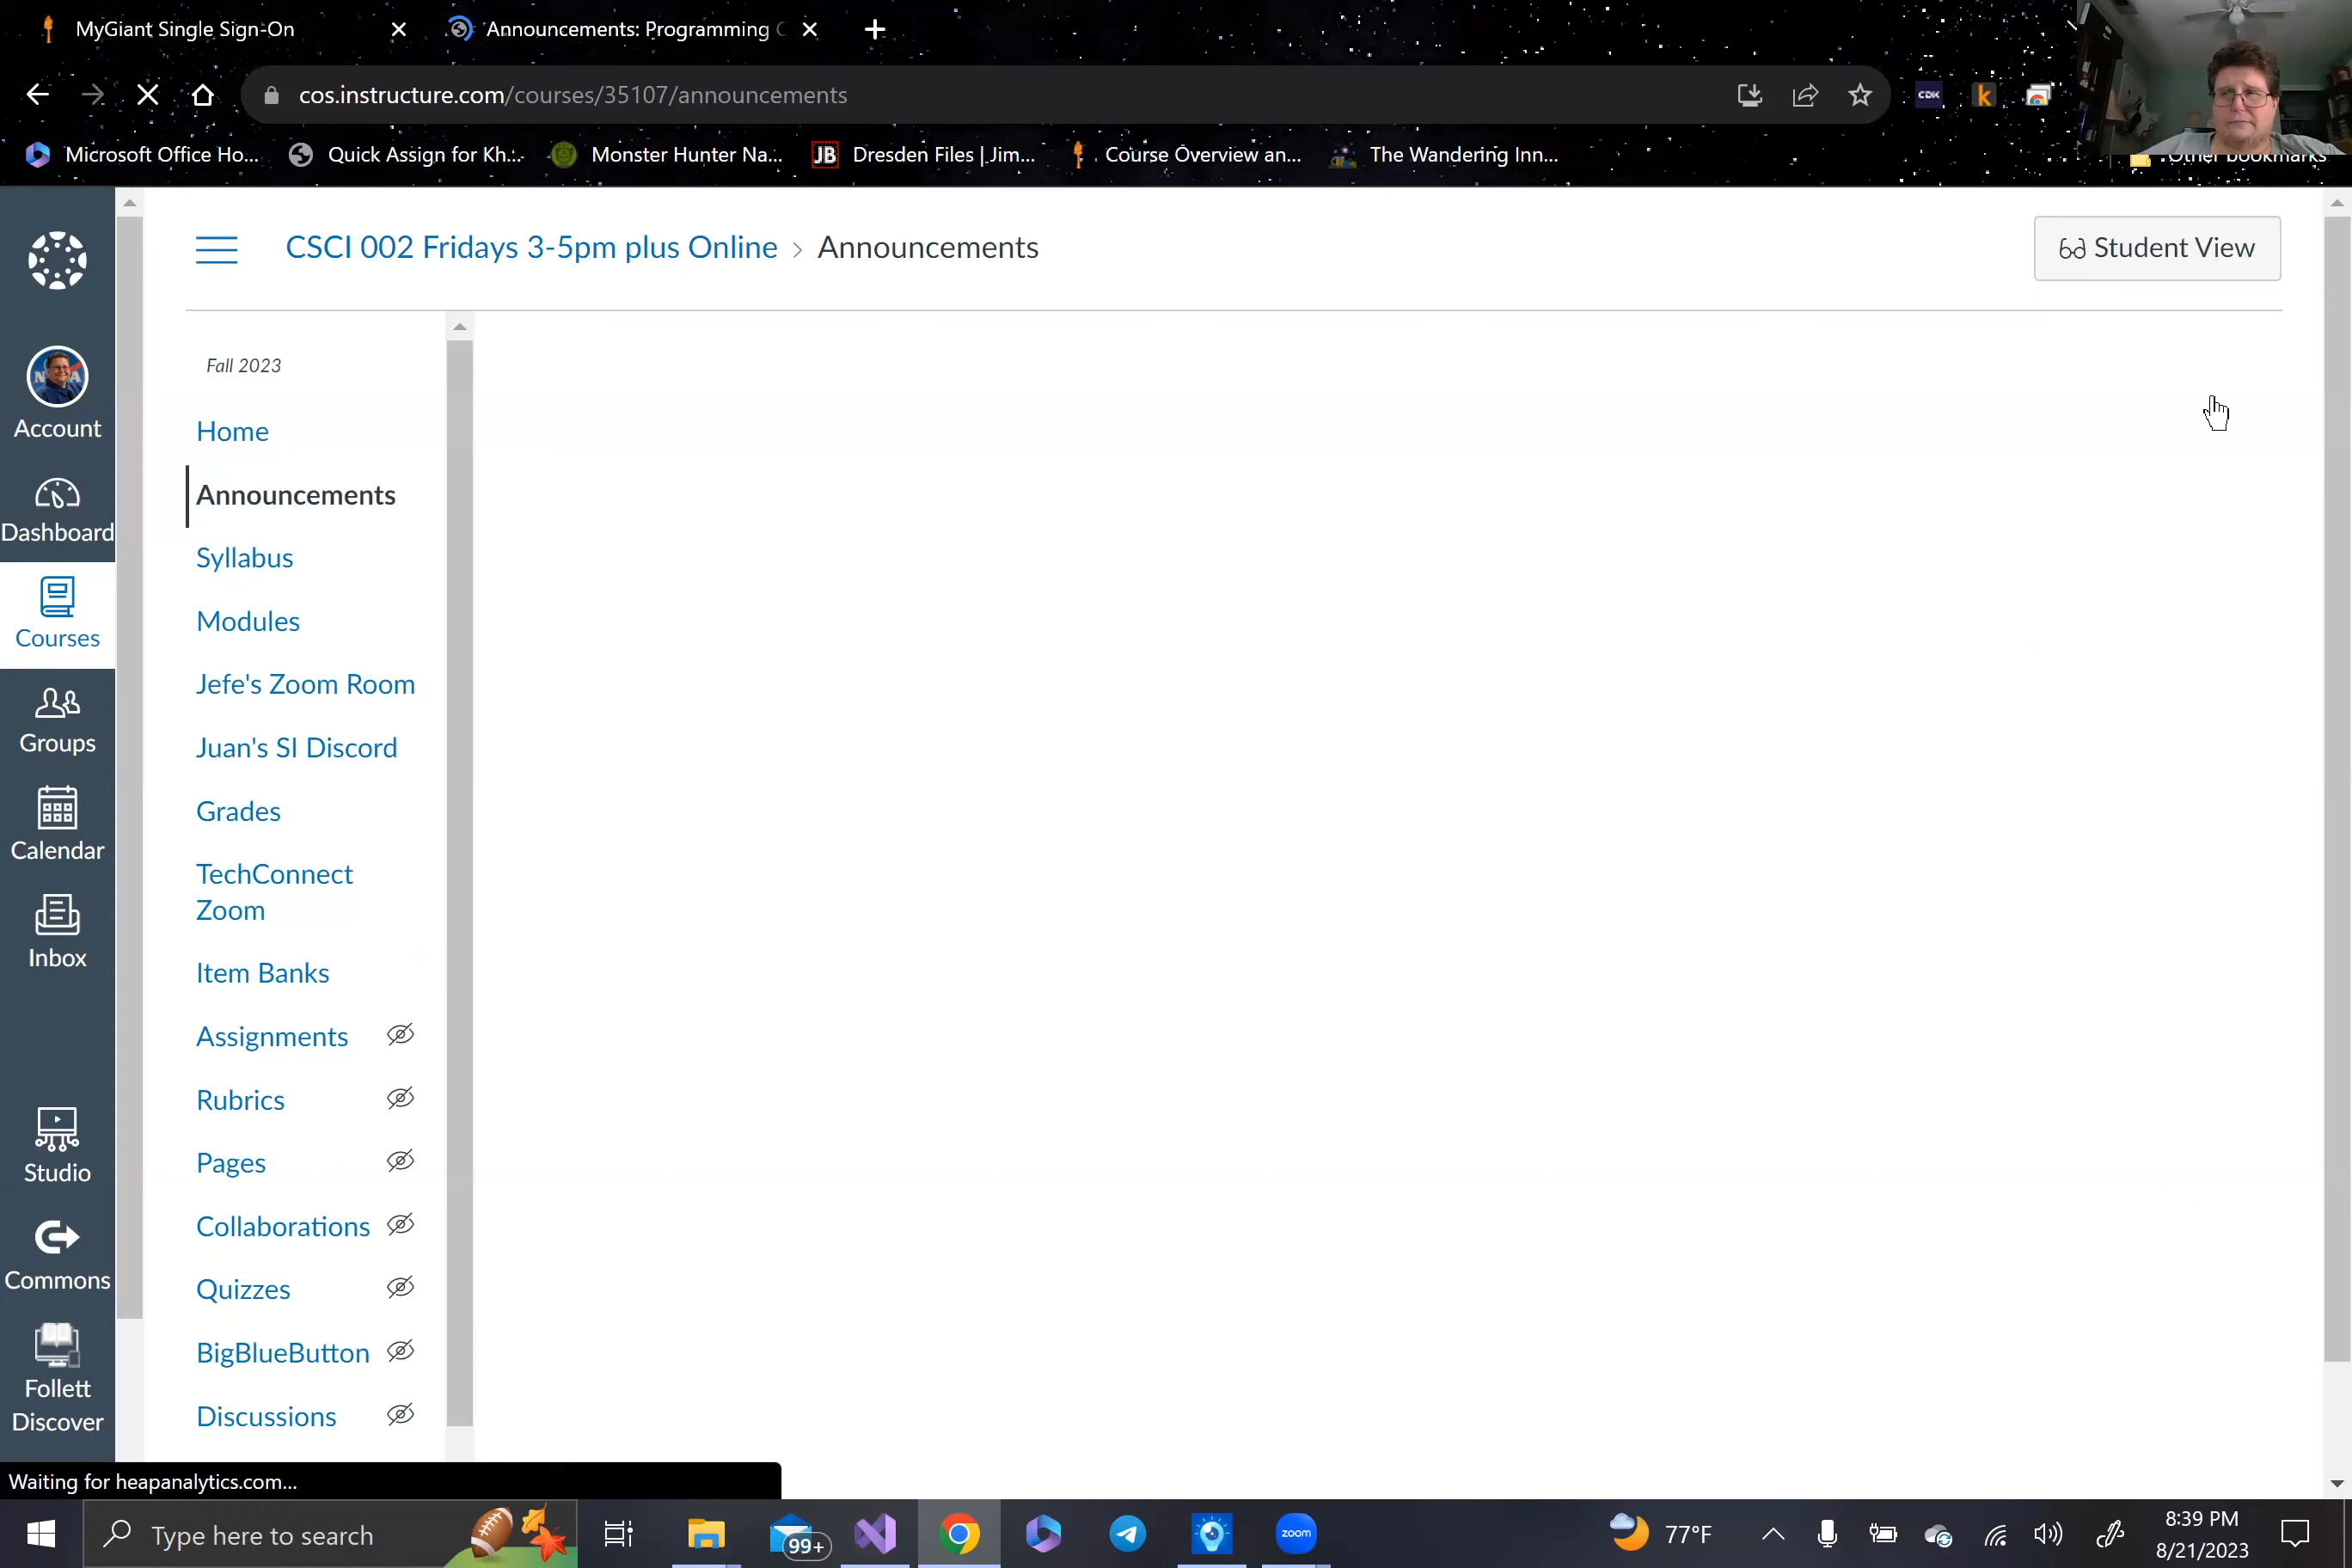 MyGiant Single Sign-On
Announcements: Programming C
cos.instructure.com/courses/35107/announcements
CDK
k
Microsoft Office Ho...
Quick Assign for Kh...
Monster Hunter Na...
JB
Dresden Files | Jim...
Course Overview an...
The Wandering Inn...
Other bookmarks
CSCI 002 Fridays 3-5pm plus Online > Announcements
Student View
Account
Dashboard
Courses
Groups
Calendar
Inbox
Studio
Commons
Follett
Discover
Fall 2023
Home
Announcements
Syllabus
Modules
Jefe's Zoom Room
Juan's SI Discord
Grades
TechConnect
Zoom
Item Banks
Assignments
Rubrics
Pages
Collaborations
Quizzes
BigBlueButton
Discussions
Waiting for heapanalytics.com...
Type here to search
99+
zoom
77°F
8:39 PM
8/21/2023